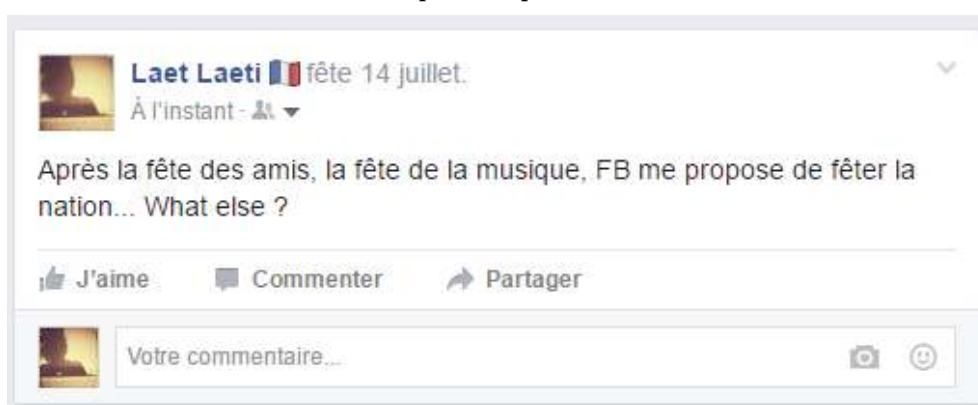 Laet Laeti fête 14 juillet.
À l'instant -
Après la fête des amis, la fête de la musique, FB me propose de fêter la
nation... What else ?
J'aime Commenter Partager
Votre commentaire...